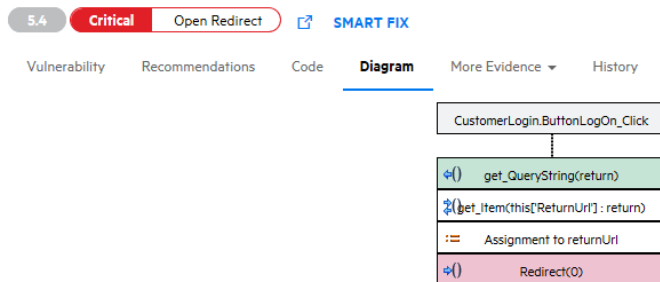 5.4 Critical Open Redirect SMART FIX
Vulnerability Recommendations Code Diagram More Evidence History
CustomerLogin.ButtonLogOn_Click
get_QueryString(return)
get_Item(this['ReturnUrl'] : return)
:= Assignment to returnUrl
Redirect(0)